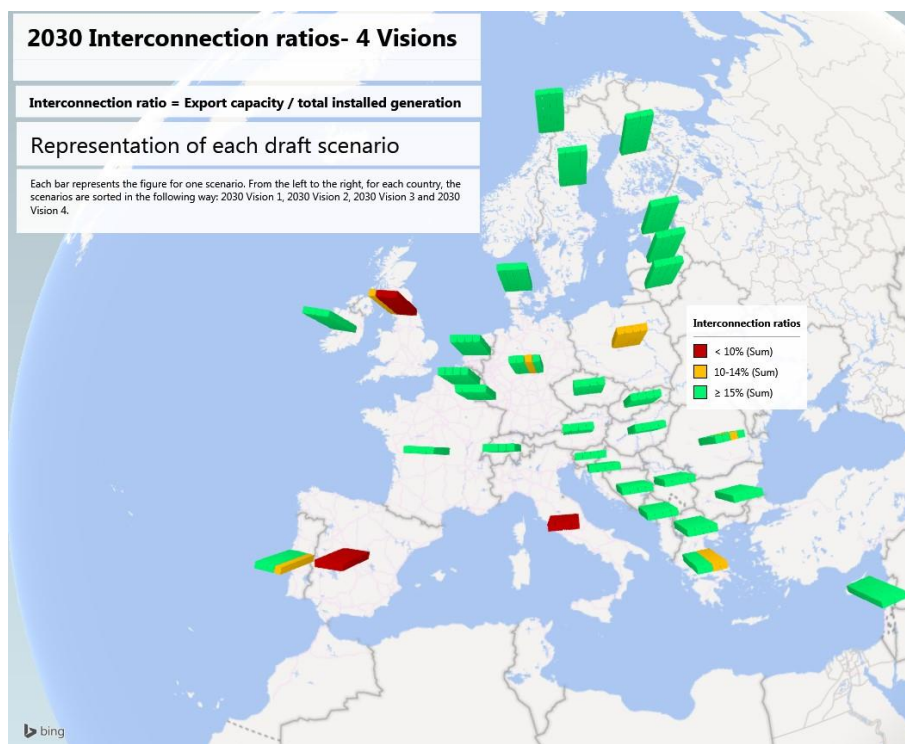 2030 Interconnection ratios- 4 Visions
Interconnection ratio = Export capacity / total installed generation
Representation of each draft scenario
Each bar represents the figure for one scenario. From the left to the right, for each country, the
scenarios are sorted in the following way: 2030 Vision 1, 2030 Vision 2, 2030 Vision 3 and 2030
Vision 4.
Interconnection ratios
< 10% (Sum)
10-14% (Sum)
≥ 15% (Sum)
bing